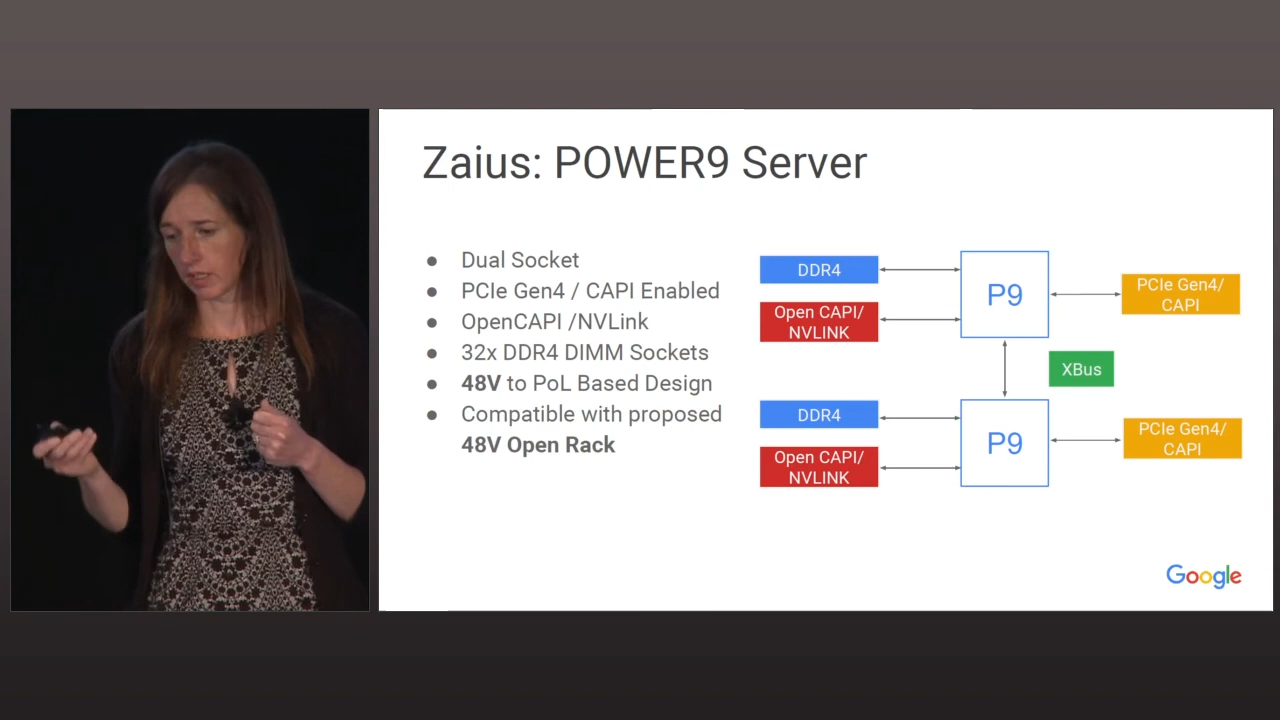 Zaius: POWER9 Server
● Dual Socket
● PCIe Gen4 / CAPI Enabled
● OpenCAPI /NVLink
● 32x DDR4 DIMM Sockets
● 48V to PoL Based Design
● Compatible with proposed
48V Open Rack
DDR4
Open CAPI/
NVLINK
P9
PCIe Gen4/
CAPI
XBus
DDR4
Open CAPI/
NVLINK
P9
PCIe Gen4/
CAPI
Google